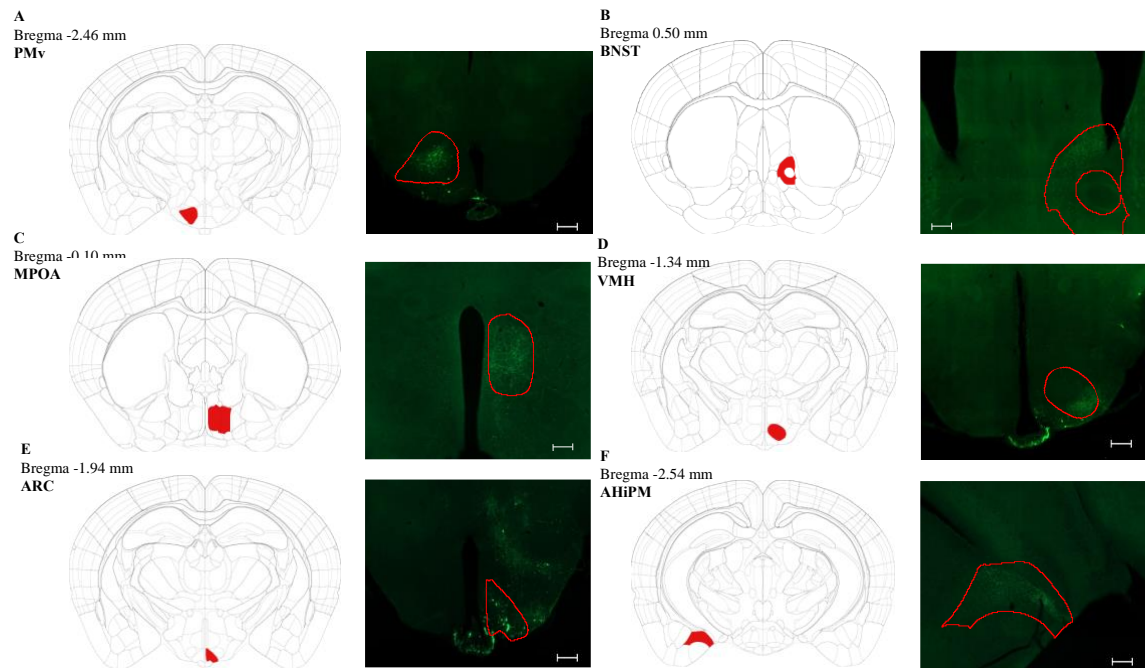 A
Bregma -2.46 mm
PMv
B
Bregma 0.50 mm
BNST
C
Bregma -0.10 mm
MPOA
D
Bregma -1.34 mm
VMH
E
Bregma -1.94 mm
ARC
F
Bregma -2.54 mm
AHiPM